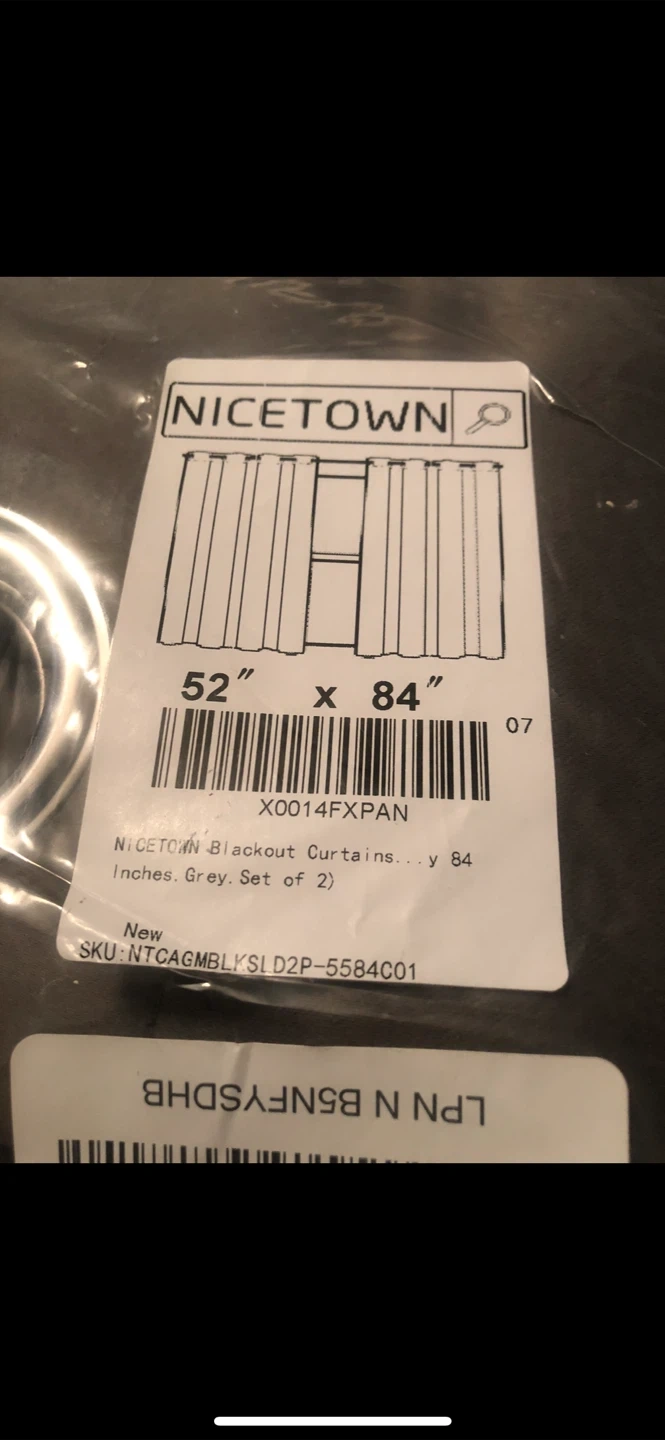 NICETOWN
52" x 84"
07
X0014FXPAN
NICETOWN Blackout Curtains...y 84
Inches.Grey.Set of 2)
New
SKU:NTCAGMBLKSLD2P-5584C01
LPN N B5NFYSDHB